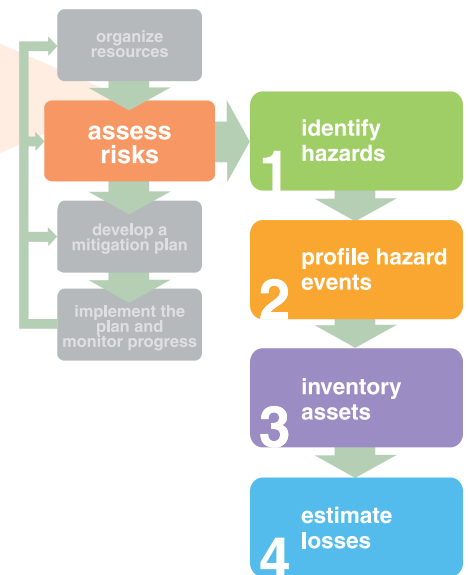 organize
resources
assess
risks
develop a
mitigation plan
implement the
plan and
monitor progress
1
identify
hazards
2
profile hazard
events
3
inventory
assets
4
estimate
losses